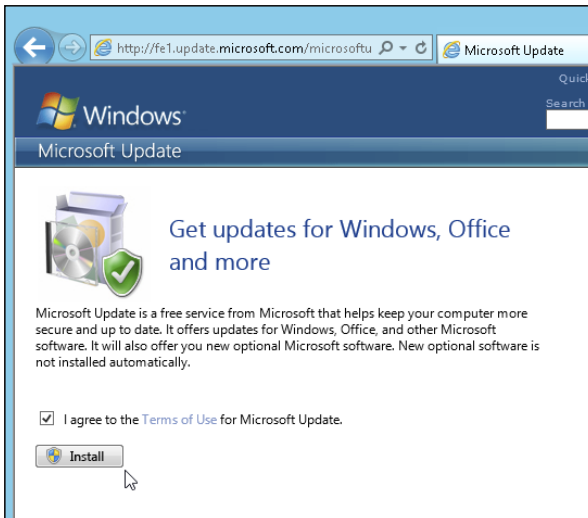 http://fe1.update.microsoft.com/microsoftu
Microsoft Update
Quick
Search
Windows
Microsoft Update
Get updates for Windows, Office
and more
Microsoft Update is a free service from Microsoft that helps keep your computer more
secure and up to date. It offers updates for Windows, Office, and other Microsoft
software. It will also offer you new optional Microsoft software. New optional software is
not installed automatically.
I agree to the Terms of Use for Microsoft Update.
Install